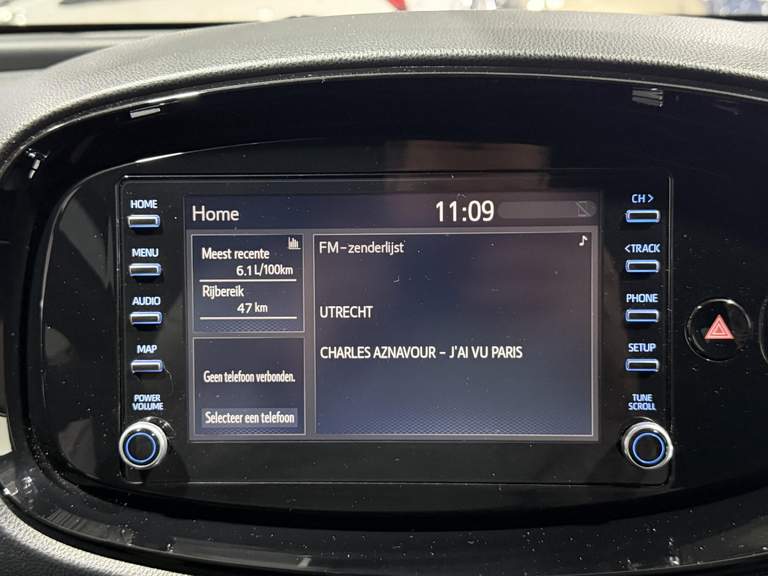 Home 11:09
Meest recente
6.1 L/100km
Rijbereik
47 km
Geen telefoon verbonden.
Selecteer een telefoon
FM-zenderlijst
UTRECHT
CHARLES AZNAVOUR - J'AI VU PARIS
HOME
MENU
AUDIO
MAP
POWER
VOLUME
CH >
< TRACK
PHONE
SETUP
TUNE
SCROLL